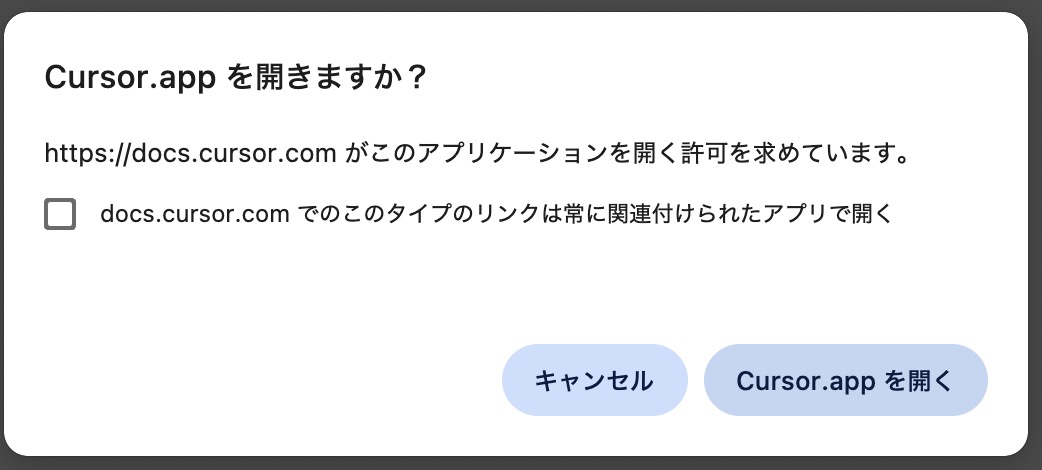 Cursor.app を開きますか？
https://docs.cursor.com がこのアプリケーションを開く許可を求めています。
docs.cursor.com でのこのタイプのリンクは常に関連付けられたアプリで開く
キャンセル
Cursor.app を開く